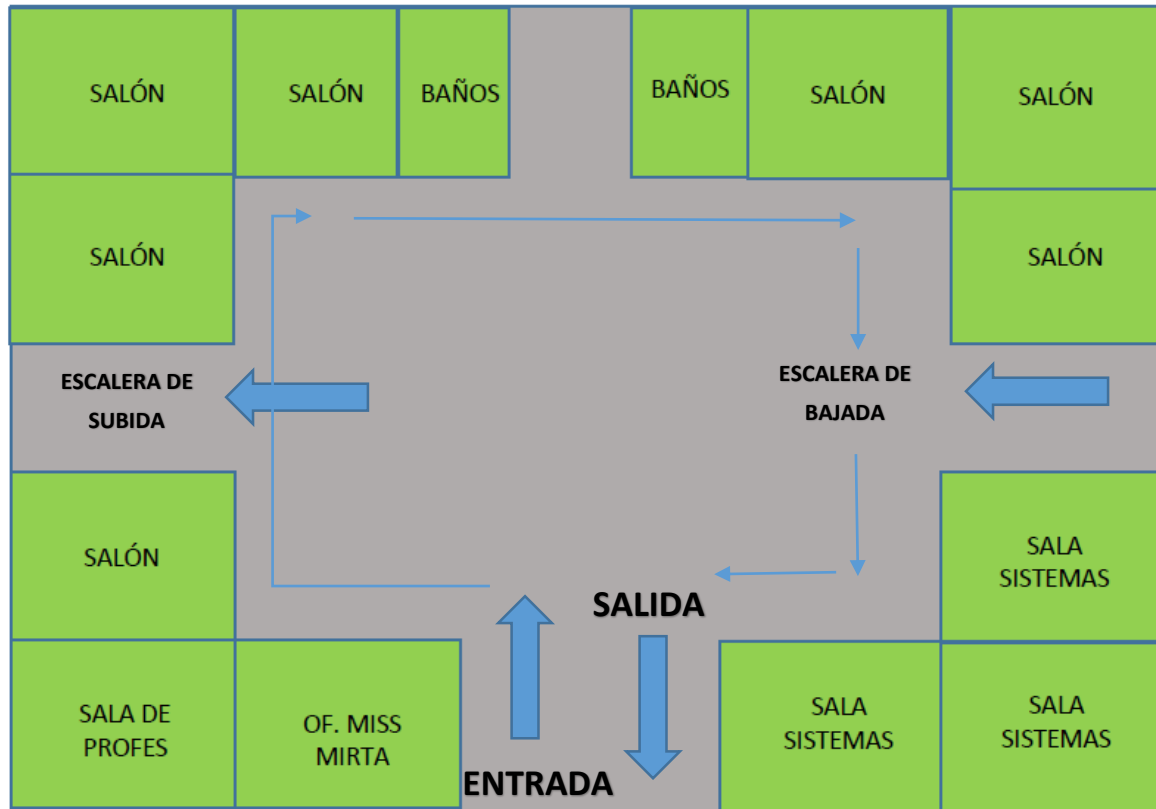 SALÓN
SALÓN
BAÑOS
BAÑOS
SALÓN
SALÓN
SALÓN
SALÓN
ESCALERA DE
SUBIDA
ESCALERA DE
BAJADA
SALÓN
SALA
SISTEMAS
SALIDA
SALA DE
PROFES
OF. MISS
MIRTA
SALA
SISTEMAS
SALA
SISTEMAS
ENTRADA